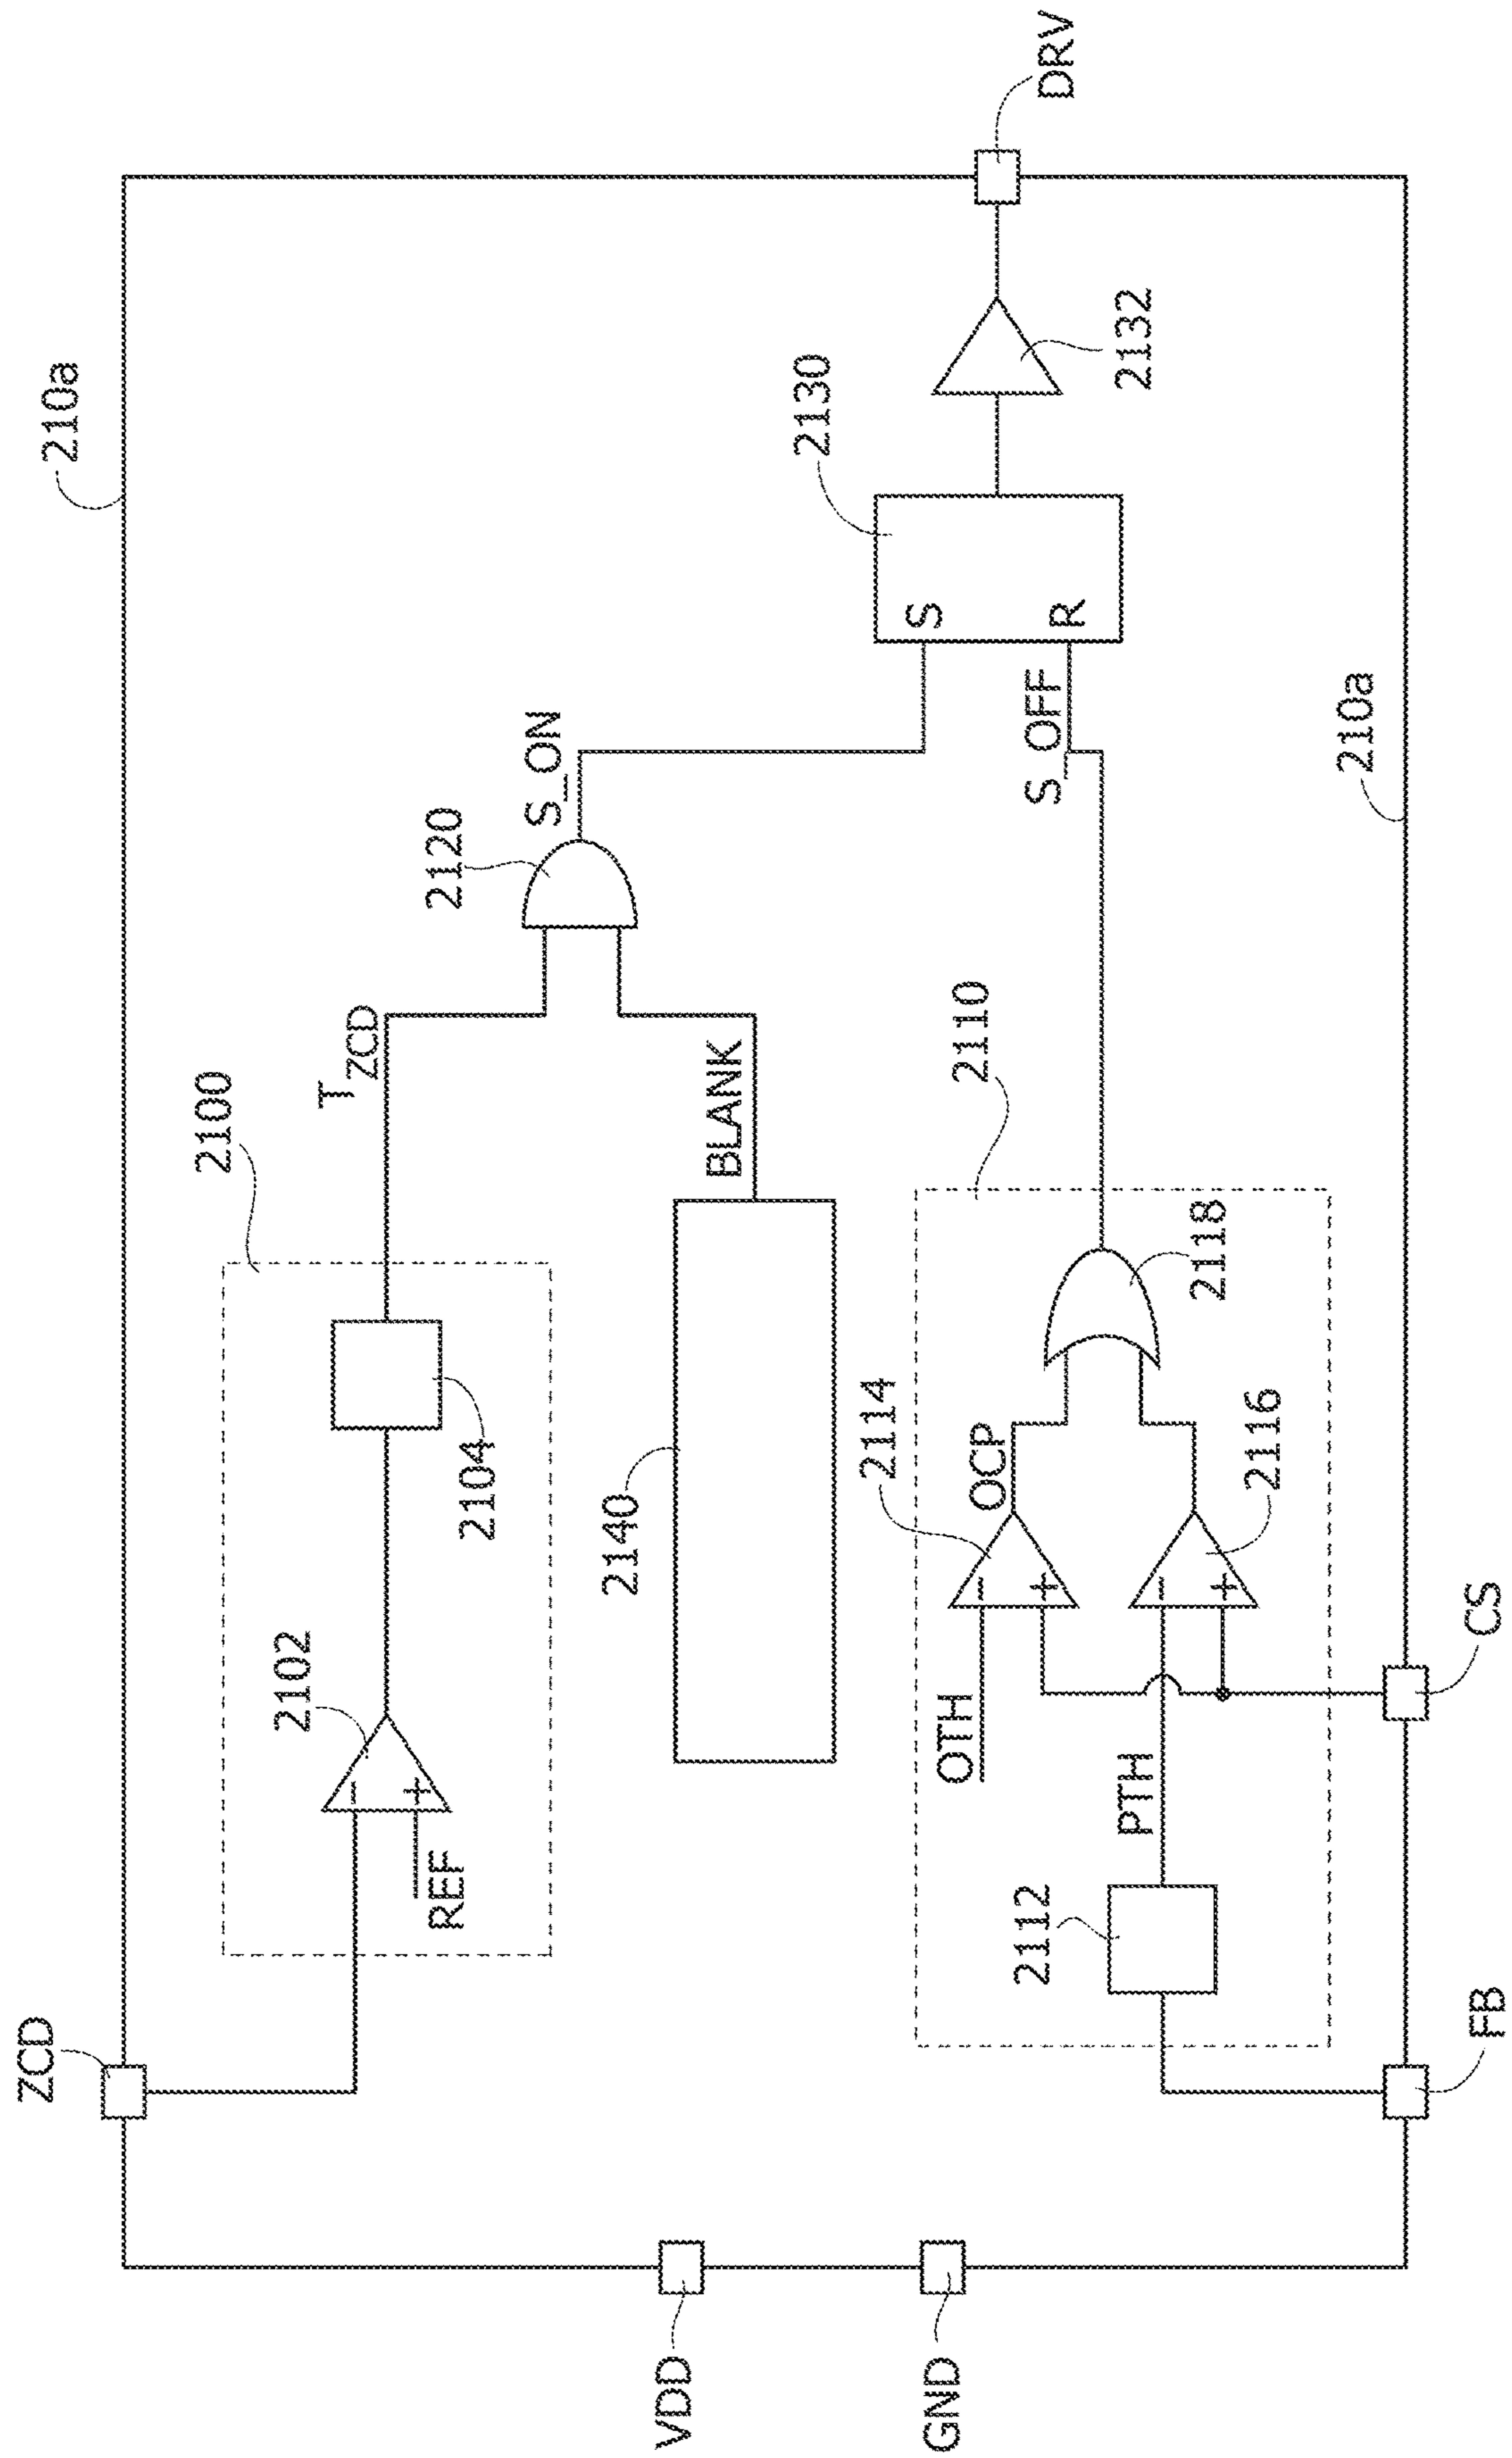 210a
ZCD
DRV
2100
2102
REF
2104
TZCD
2120
S_ON
2140
BLANK
2130
S
R
S_OFF
2132
VDD
GND
2110
2114
OCP
OTH
2112
PTH
2116
2118
210a
FB
CS